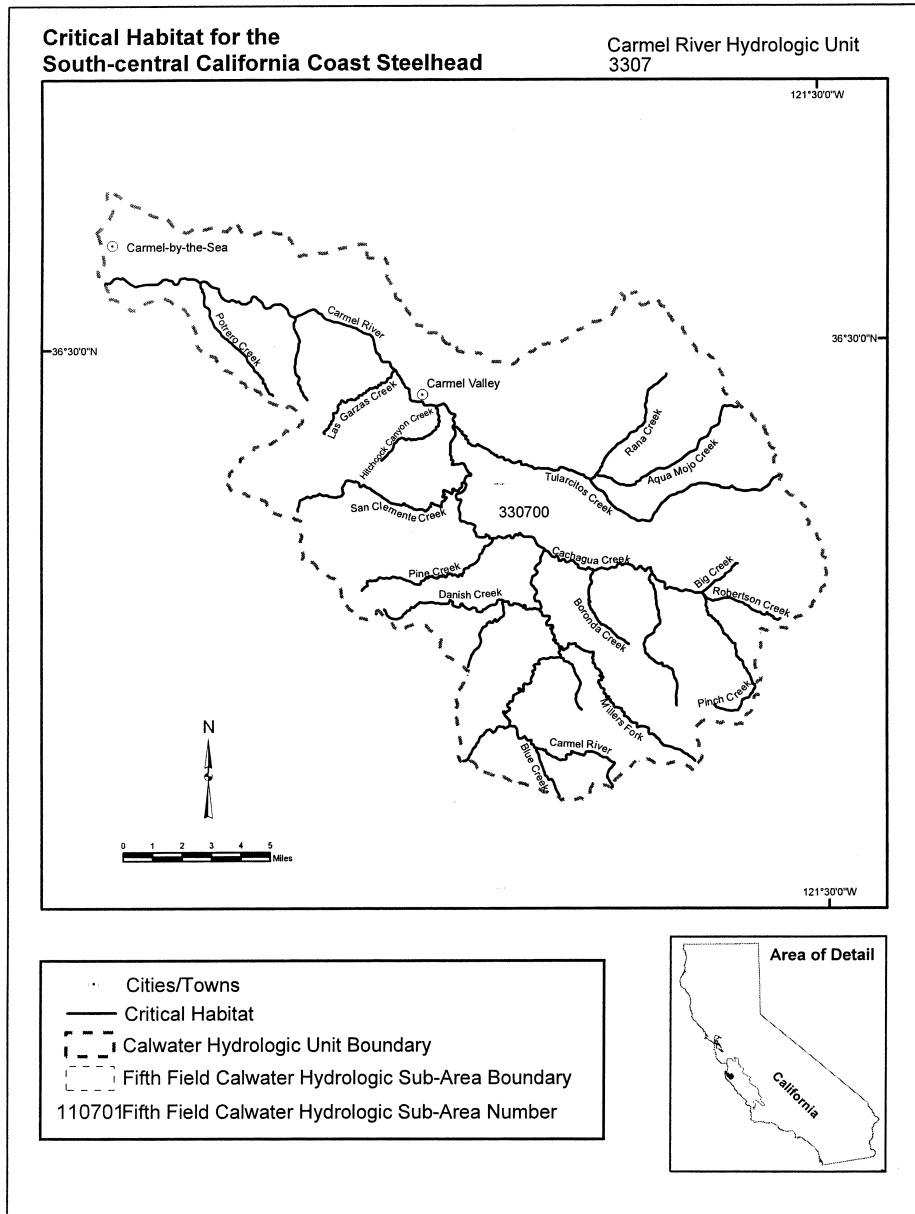 Critical Habitat for the
South-central California Coast Steelhead
Carmel River Hydrologic Unit
3307
121°30'0"W
Carmel-by-the-Sea
Potrero Creek
Carmel River
36°30'0"N
36°30'0"N
Carmel Valley
Las Garzas Creek
Hitchcock Canyon Creek
Rana Creek
Aqua Mojo Creek
Tularcitos Creek
San Clemente Creek
330700
Cachagua Creek
Pine Creek
Big Creek
Danish Creek
Robertson Creek
Boronda Creek
Pinch Creek
Millers Fork
Carmel River
Blue Creek
N
0 1 2 3 4 5
Miles
121°30'0"W
Cities/Towns
Critical Habitat
Calwater Hydrologic Unit Boundary
Fifth Field Calwater Hydrologic Sub-Area Boundary
110701Fifth Field Calwater Hydrologic Sub-Area Number
Area of Detail
California